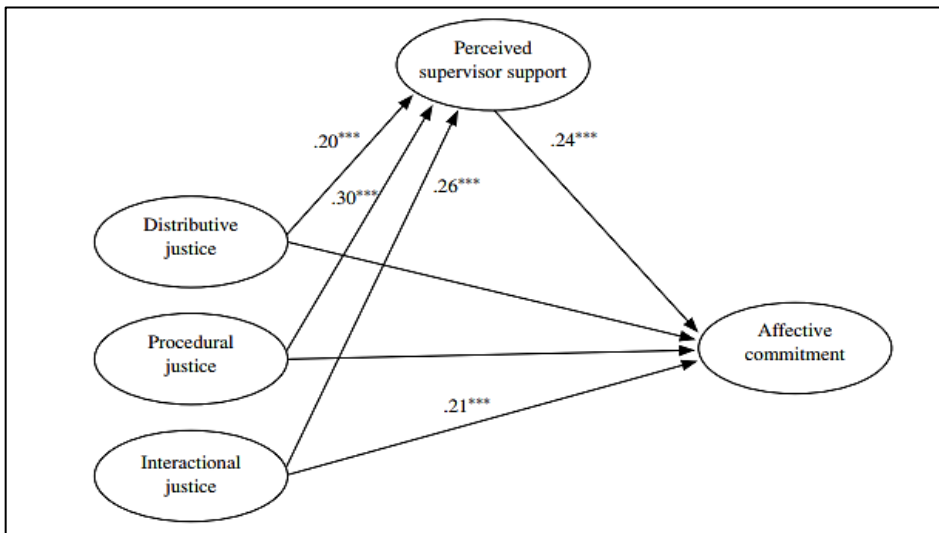 Perceived
supervisor support
.20***
.24***
.30***
.26***
Distributive
justice
Procedural
justice
Affective
commitment
.21***
Interactional
justice